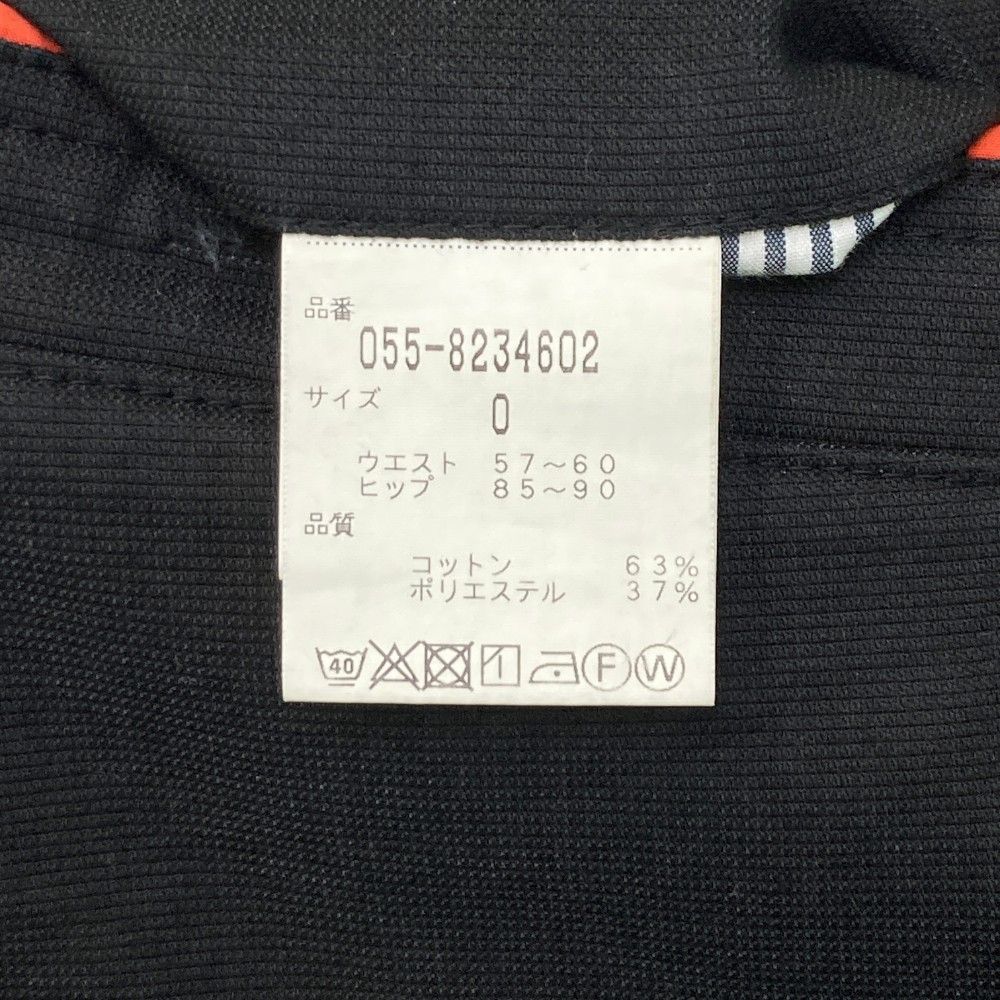 品番
055-8234602
サイズ
0
ウエスト 57～60
ヒップ 85～90
品質
コットン 63%
ポリエステル 37%
40 F W